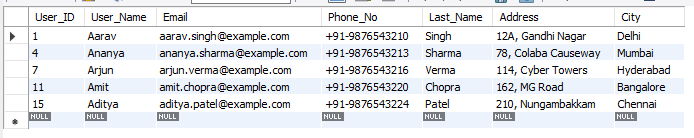 User_ID User_Name Email Phone_No Last_Name Address City
1 Aarav aarav.singh@example.com +91-9876543210 Singh 12A, Gandhi Nagar Delhi
4 Ananya ananya.sharma@example.com +91-9876543213 Sharma 78, Colaba Causeway Mumbai
7 Arjun arjun.verma@example.com +91-9876543216 Verma 114, Cyber Towers Hyderabad
11 Amit amit.chopra@example.com +91-9876543220 Chopra 162, MG Road Bangalore
15 Aditya aditya.patel@example.com +91-9876543224 Patel 210, Nungambakkam Chennai
NULL NULL NULL NULL NULL NULL NULL